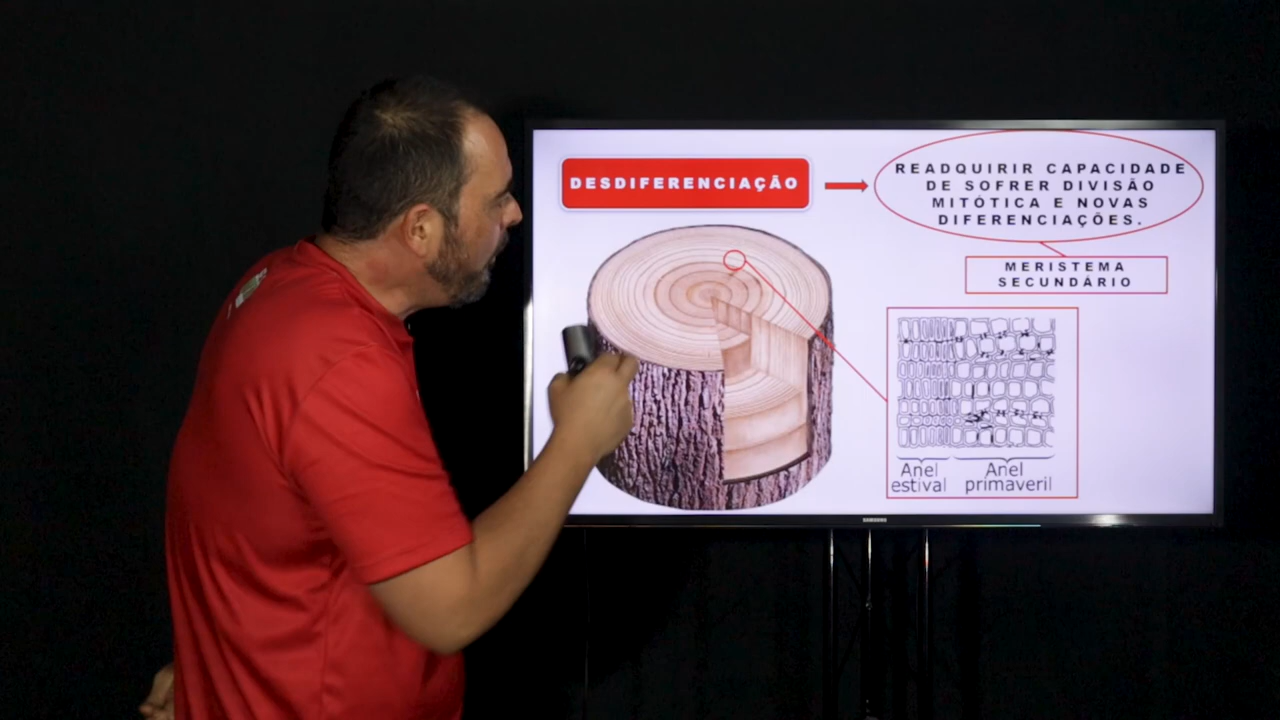 DESDIFERENCIAÇÃO
READQUIRIR CAPACIDADE
DE SOFRER DIVISÃO
MITÓTICA E NOVAS
DIFERENCIAÇÕES.
MERISTEMA
SECUNDÁRIO
Anel
estival
Anel
primaveril
SAMSUNG